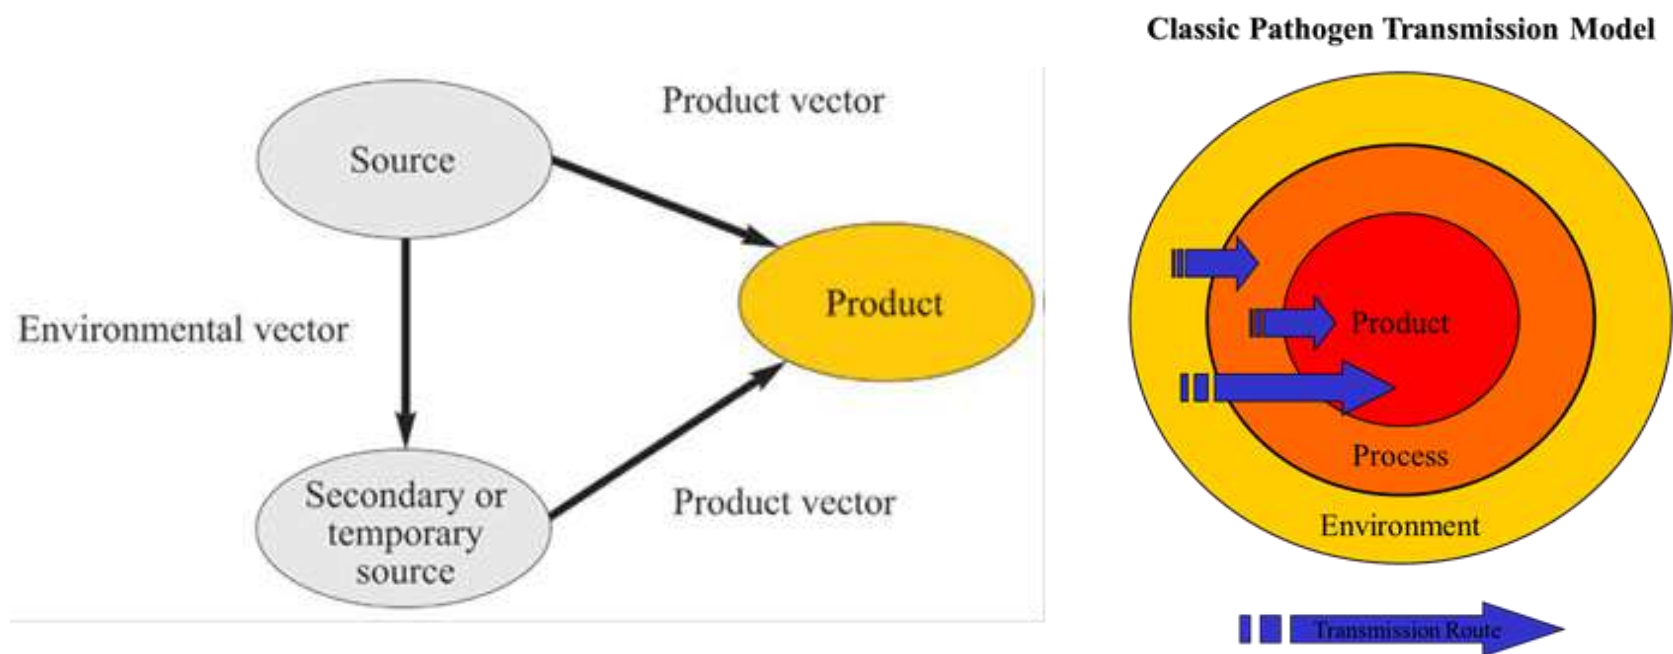 Classic Pathogen Transmission Model
Product vector
Source
Product
Environmental vector
Secondary or
temporary
source
Product vector
Product
Process
Environment
Transmission Route